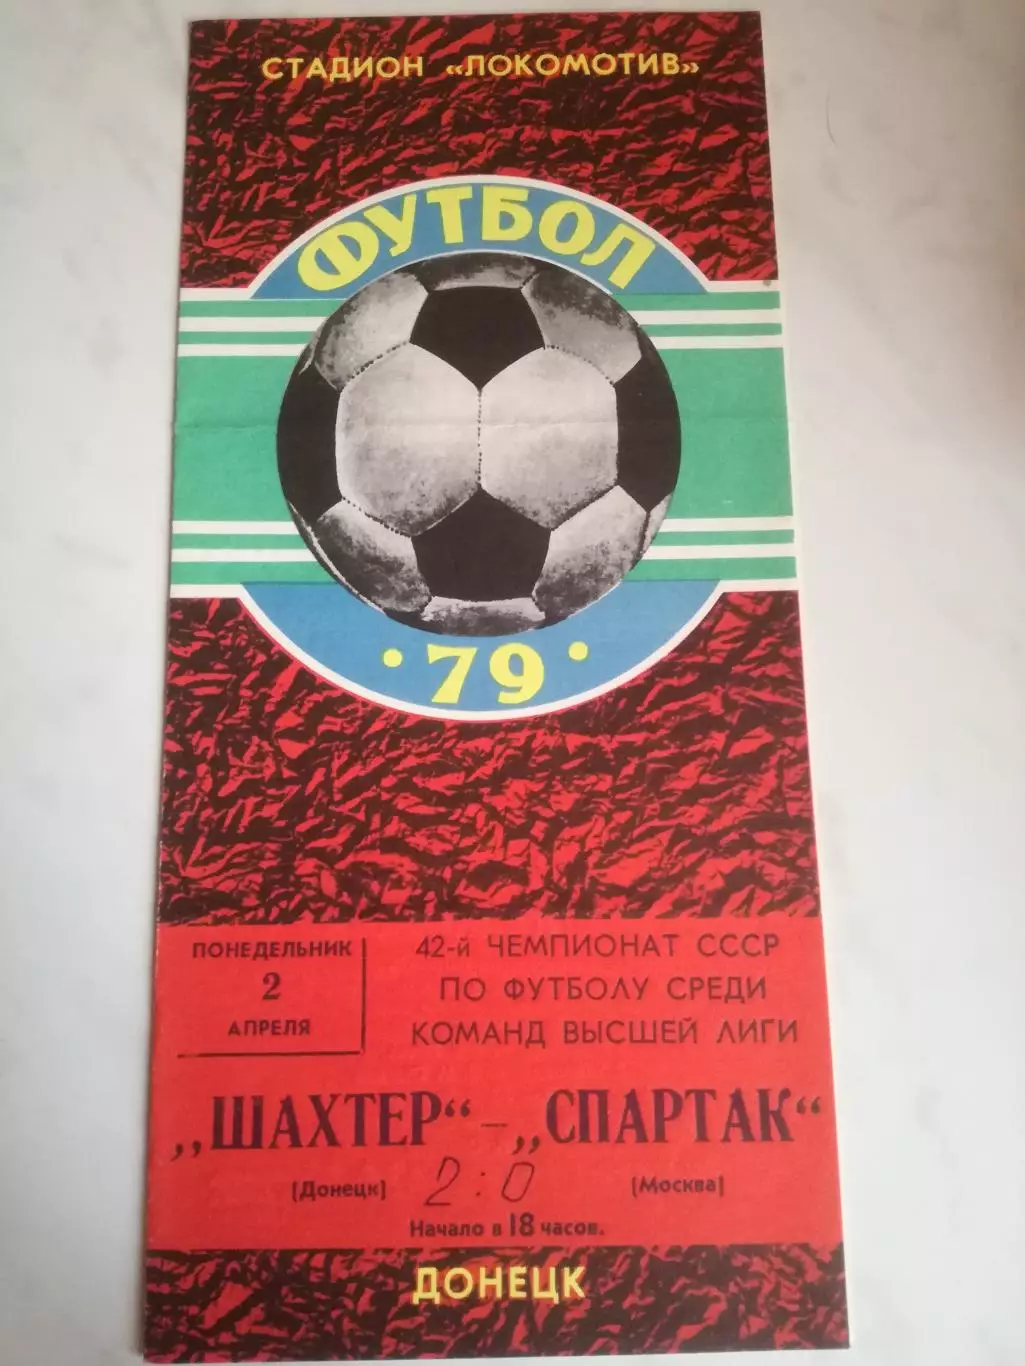 СТАДИОН «ЛОКОМОТИВ»
ФУТБОЛ
· 79 ·
ПОНЕДЕЛЬНИК
2
АПРЕЛЯ
42-й ЧЕМПИОНАТ СССР
ПО ФУТБОЛУ СРЕДИ
КОМАНД ВЫСШЕЙ ЛИГИ
„ШАХТЕР“ — „СПАРТАК“
(Донецк) 2:0 (Москва)
Начало в 18 часов.
ДОНЕЦК